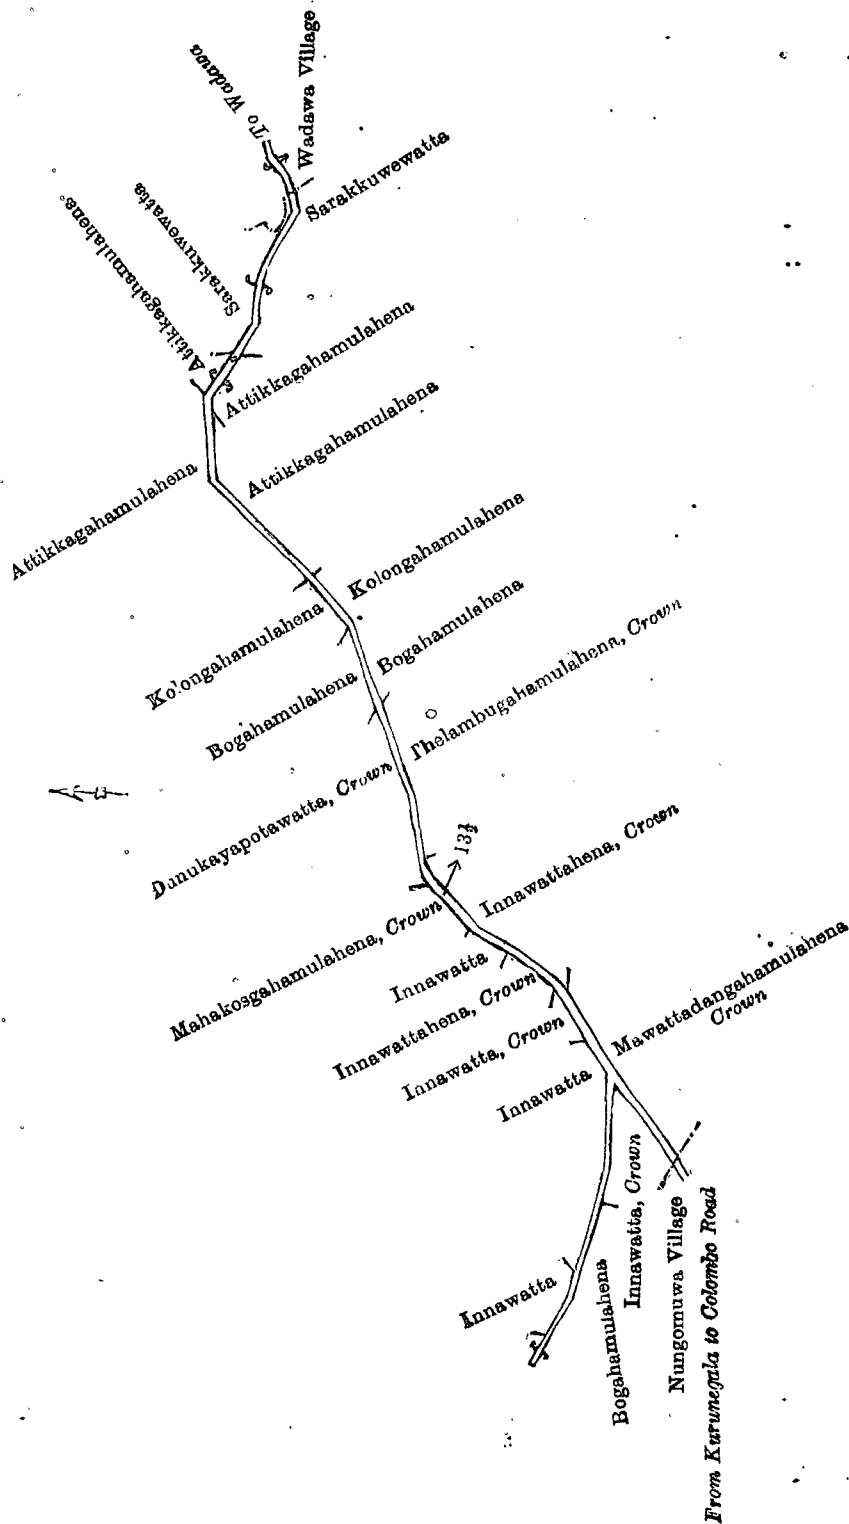 To Wadawa
Wadawa Village
Sarakkuwewatta
Sarakkuwewatta
Attikkagahamulahena
Attikkagahamulahena
Attikkagahamulahena
Attikkagahamulahena
Kolongahamulahena
Kolongahamulahena
Bogahamulahena
Bogahamulahena
Thelambugahamulahena, Crown
Dunukayapotawatta, Crown
13¾
Innawattahena, Crown
Mahakosgahamulahena, Crown
Innawatta
Innawattahena, Crown
Innawatta, Crown
Mawattadangahamulahena
Crown
Innawatta
Innawatta, Crown
Innawatta
Bogahamulahena
Nungomuwa Village
From Kurunegala to Colombo Road